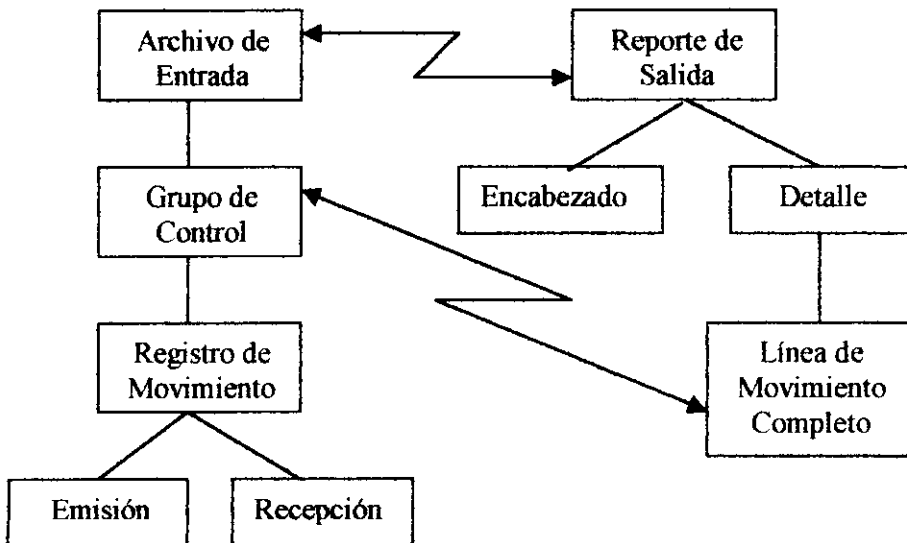 Archivo de
Entrada
Reporte de
Salida
Grupo de
Control
Encabezado
Detalle
Registro de
Movimiento
Línea de
Movimiento
Completo
Emisión
Recepción